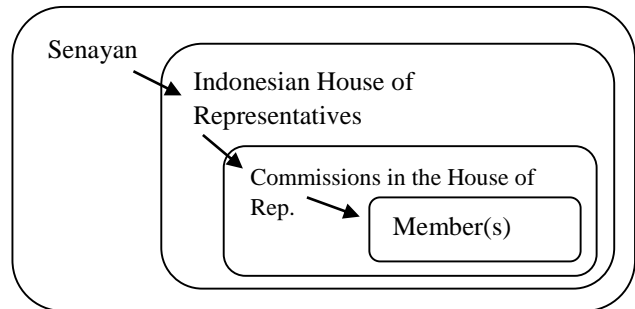 Senayan
Indonesian House of
Representatives
Commissions in the House of
Rep.
Member(s)